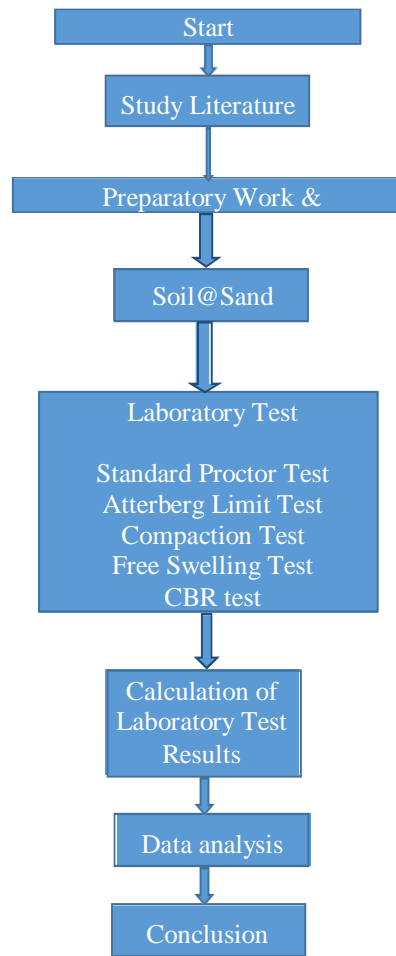 Start
Study Literature
Preparatory Work &
Soil@Sand
Laboratory Test
Standard Proctor Test
Atterberg Limit Test
Compaction Test
Free Swelling Test
CBR test
Calculation of
Laboratory Test
Results
Data analysis
Conclusion